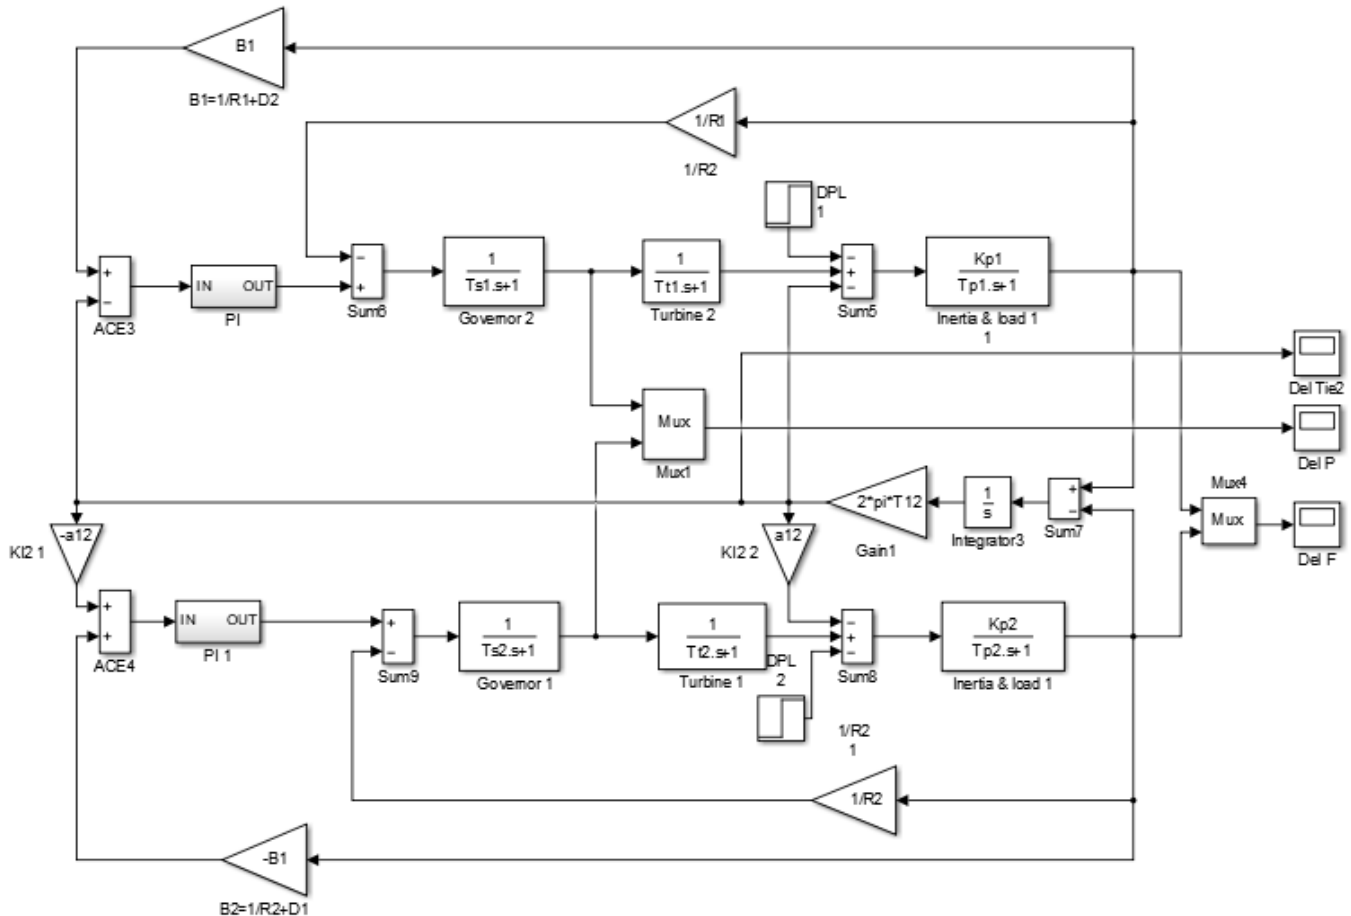 B1
B1=1/R1+D2
1/R1
1/R2
DPL
1
+
−
ACE3
IN OUT
PI
−
+
Sum6
1
Ts1.s+1
Governor 2
1
Tt1.s+1
Turbine 2
−
+
−
Sum5
Kp1
Tp1.s+1
Inertia & load 1
1
Del Tie2
Mux
Mux1
Del P
-a12
KI2 1
a12
KI2 2
2*pi*T12
Gain1
1
s
Integrator3
+
−
Sum7
Mux4
Mux
Del F
+
+
ACE4
IN OUT
PI 1
+
−
Sum9
1
Ts2.s+1
Governor 1
1
Tt2.s+1
Turbine 1
DPL
2
−
+
−
Sum8
Kp2
Tp2.s+1
Inertia & load 1
1/R2
1
1/R2
-B1
B2=1/R2+D1